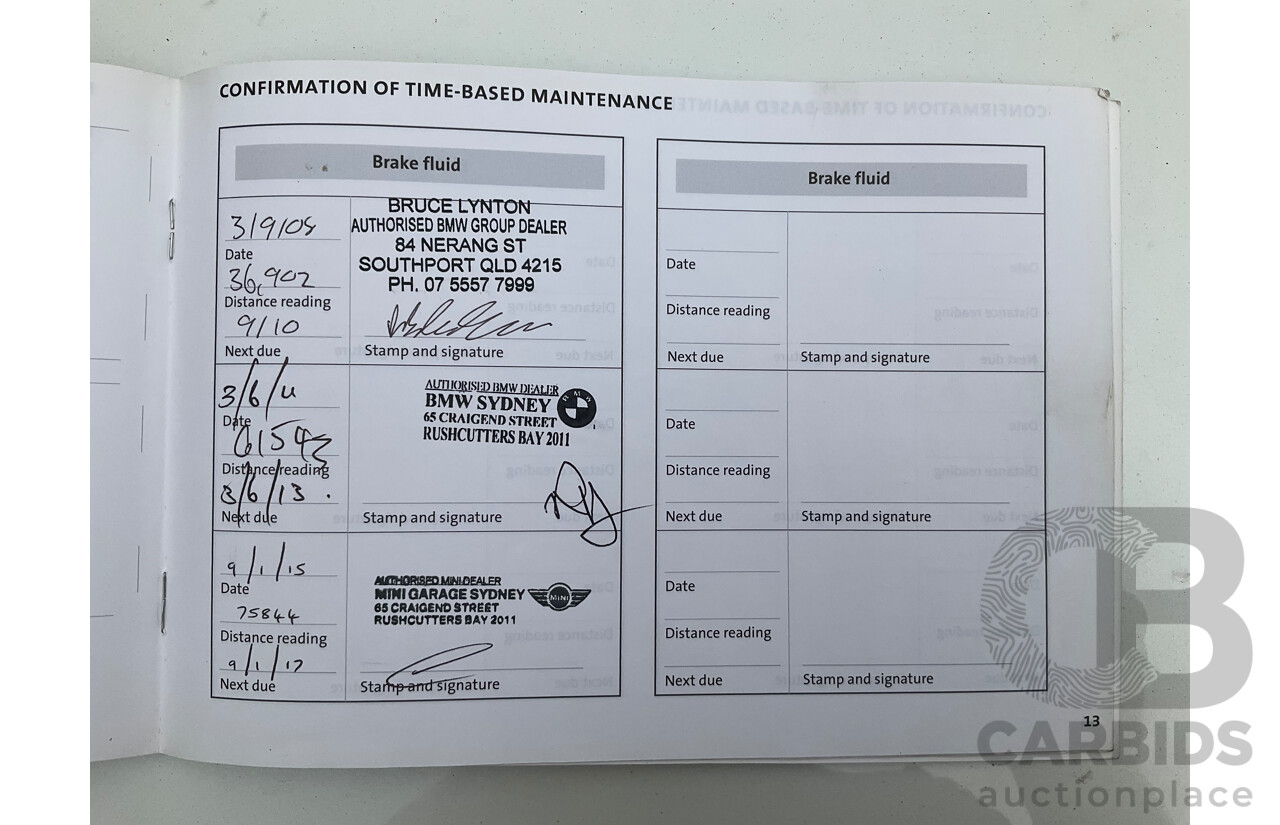 CONFIRMATION OF TIME-BASED MAINTENANCE
Brake fluid
3/9/08
Date
36,902
Distance reading
9/10
Next due
BRUCE LYNTON
AUTHORISED BMW GROUP DEALER
84 NERANG ST
SOUTHPORT QLD 4215
PH. 07 5557 7999
Stamp and signature
3/6/11
Date
61543
Distance reading
3/6/13.
Next due
AUTHORISED BMW DEALER
BMW SYDNEY
65 CRAIGEND STREET
RUSHCUTTERS BAY 2011
BMW
Stamp and signature
9/1/15
Date
75844
Distance reading
9/1/17
Next due
AUTHORISED MINI DEALER
MINI GARAGE SYDNEY
65 CRAIGEND STREET
RUSHCUTTERS BAY 2011
MINI
Stamp and signature
Brake fluid
Date
Distance reading
Next due
Stamp and signature
Date
Distance reading
Next due
Stamp and signature
Date
Distance reading
Next due
Stamp and signature
13
CB
CARBIDS
auctionplace